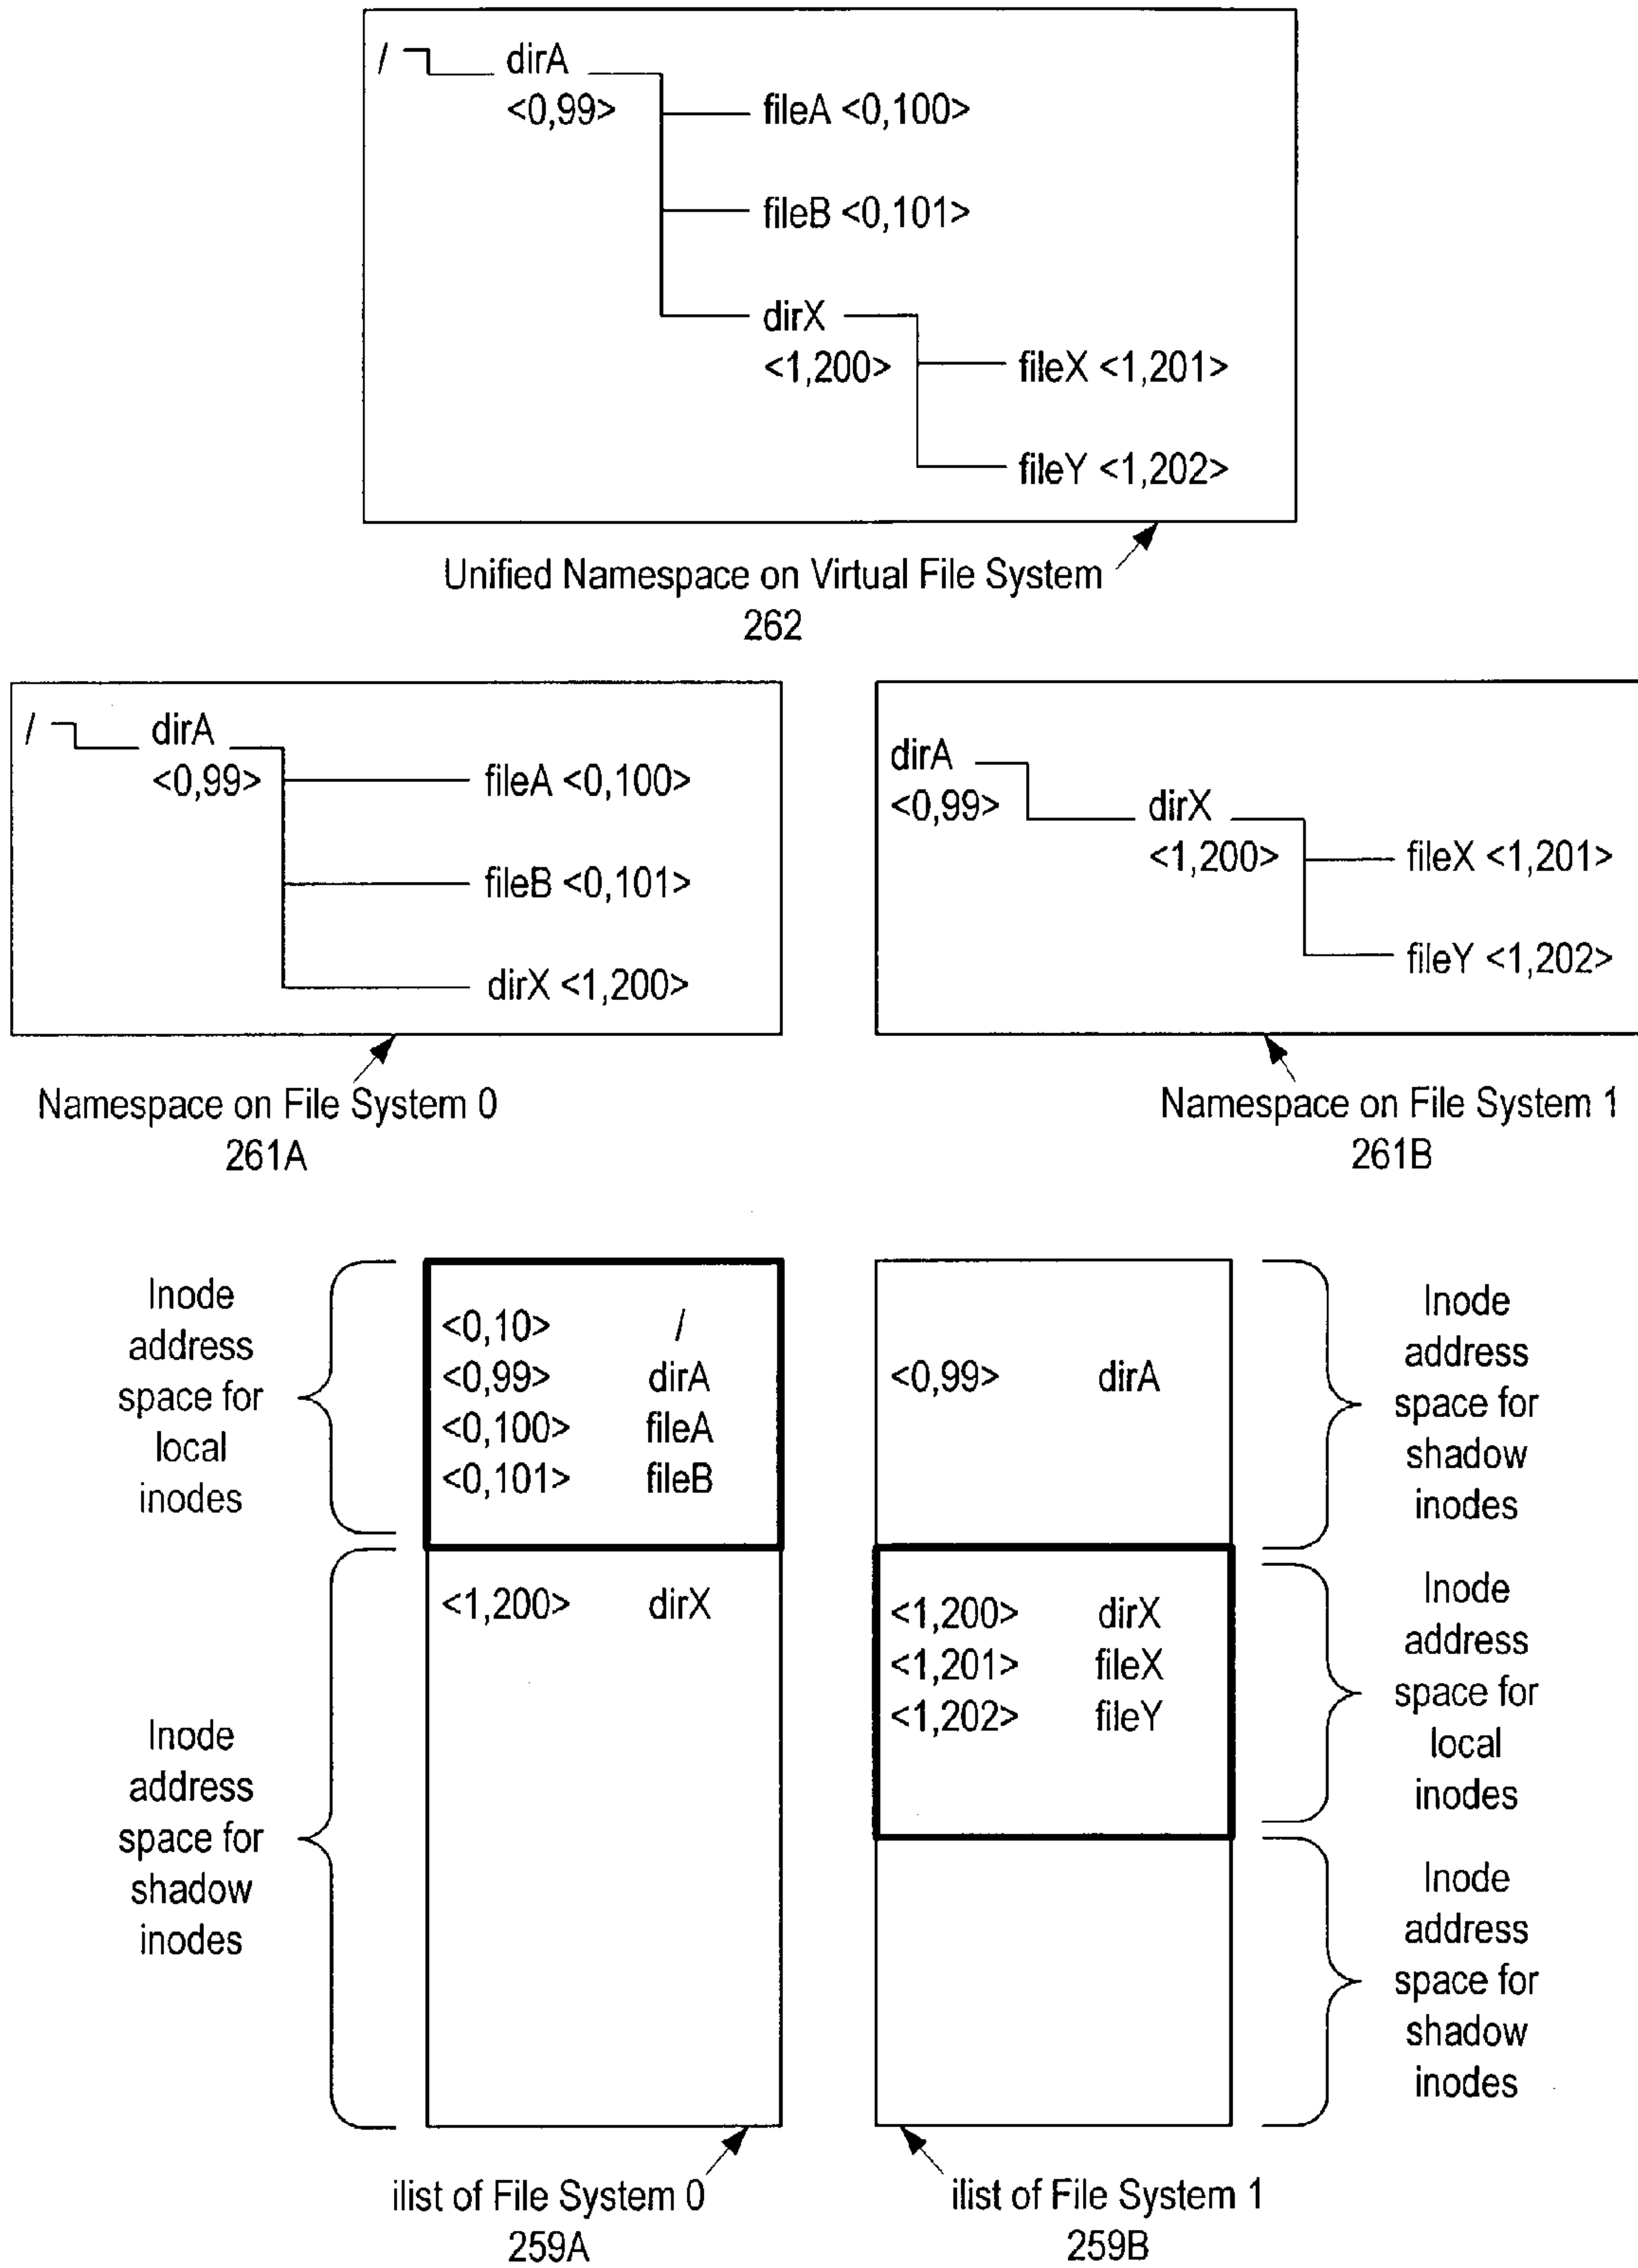 / dirA
<0,99>
fileA <0,100>
fileB <0,101>
dirX
<1,200>
fileX <1,201>
fileY <1,202>
Unified Namespace on Virtual File System
262
/ dirA
<0,99>
fileA <0,100>
fileB <0,101>
dirX <1,200>
Namespace on File System 0
261A
dirA
<0,99>
dirX
<1,200>
fileX <1,201>
fileY <1,202>
Namespace on File System 1
261B
Inode
address
space for
local
inodes
<0,10> /
<0,99> dirA
<0,100> fileA
<0,101> fileB
Inode
address
space for
shadow
inodes
<1,200> dirX
ilist of File System 0
259A
<0,99> dirA
Inode
address
space for
shadow
inodes
<1,200> dirX
<1,201> fileX
<1,202> fileY
Inode
address
space for
local
inodes
Inode
address
space for
shadow
inodes
ilist of File System 1
259B